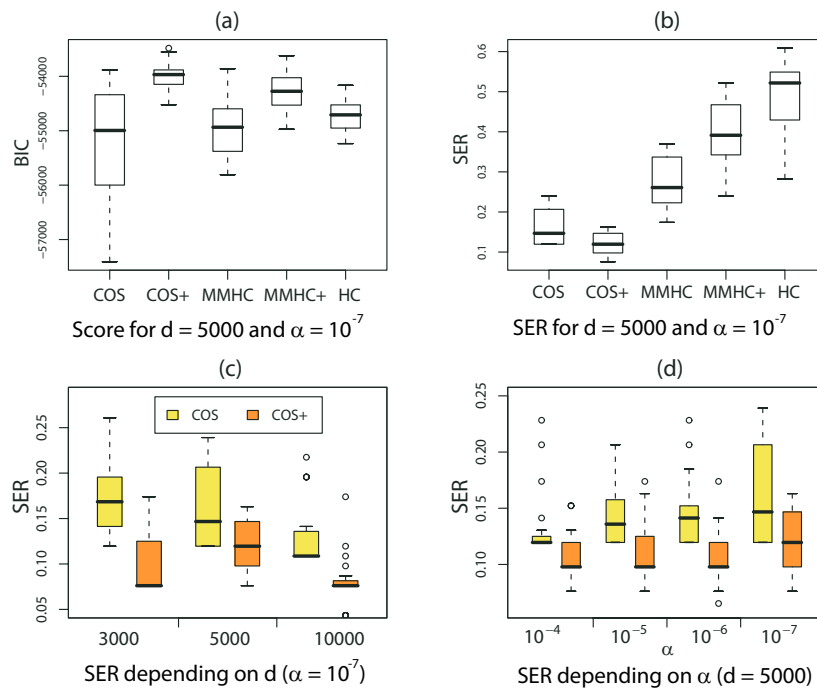 (a)
BIC
−54000
−55000
−56000
−57000
COS COS+ MMHC MMHC+ HC
Score for d = 5000 and α = 10-7
(b)
SER
0.6
0.5
0.4
0.3
0.2
0.1
COS COS+ MMHC MMHC+ HC
SER for d = 5000 and α = 10-7
(c)
COS COS+
SER
0.25
0.20
0.15
0.10
0.05
3000 5000 10000
SER depending on d (α = 10-7)
(d)
SER
0.25
0.20
0.15
0.10
10−4 10−5 10−6 10−7
α
SER depending on α (d = 5000)